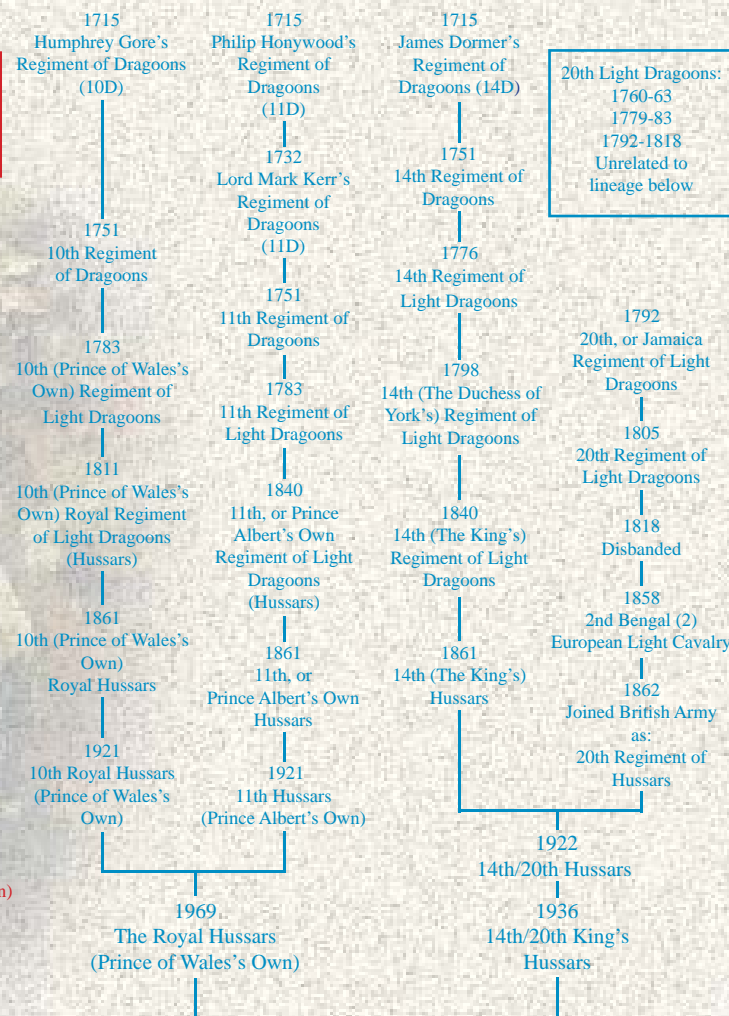 1715
Humphrey Gore's
Regiment of Dragoons
(10D)
1751
10th Regiment
of Dragoons
1783
10th (Prince of Wales's
Own) Regiment of
Light Dragoons
1811
10th (Prince of Wales's
Own) Royal Regiment
of Light Dragoons
(Hussars)
1861
10th (Prince of Wales's
Own)
Royal Hussars
1921
10th Royal Hussars
(Prince of Wales's
Own)
1715
Philip Honywood's
Regiment of
Dragoons
(11D)
1732
Lord Mark Kerr's
Regiment of
Dragoons
(11D)
1751
11th Regiment of
Dragoons
1783
11th Regiment of
Light Dragoons
1840
11th, or Prince
Albert's Own
Regiment of Light
Dragoons
(Hussars)
1861
11th, or
Prince Albert's Own
Hussars
1921
11th Hussars
(Prince Albert's Own)
n)
1969
The Royal Hussars
(Prince of Wales's Own)
1715
James Dormer's
Regiment of
Dragoons (14D)
1751
14th Regiment of
Dragoons
1776
14th Regiment of
Light Dragoons
1798
14th (The Duchess of
York's) Regiment of
Light Dragoons
1840
14th (The King's)
Regiment of Light
Dragoons
1861
14th (The King's)
Hussars
20th Light Dragoons:
1760-63
1779-83
1792-1818
Unrelated to
lineage below
1792
20th, or Jamaica
Regiment of Light
Dragoons
1805
20th Regiment of
Light Dragoons
1818
Disbanded
1858
2nd Bengal (2)
European Light Cavalry
1862
Joined British Army
as:
20th Regiment of
Hussars
1922
14th/20th Hussars
1936
14th/20th King's
Hussars